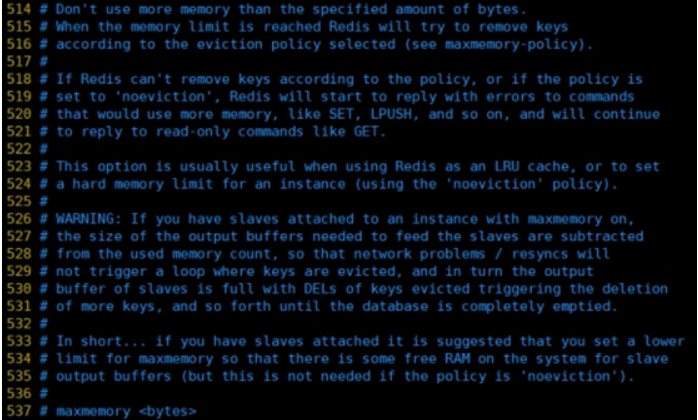 514 # Don't use more memory than the specified amount of bytes.
515 # When the memory limit is reached Redis will try to remove keys
516 # according to the eviction policy selected (see maxmemory-policy).
517 #
518 # If Redis can't remove keys according to the policy, or if the policy is
519 # set to 'noeviction', Redis will start to reply with errors to commands
520 # that would use more memory, like SET, LPUSH, and so on, and will continue
521 # to reply to read-only commands like GET.
522 #
523 # This option is usually useful when using Redis as an LRU cache, or to set
524 # a hard memory limit for an instance (using the 'noeviction' policy).
525 #
526 # WARNING: If you have slaves attached to an instance with maxmemory on,
527 # the size of the output buffers needed to feed the slaves are subtracted
528 # from the used memory count, so that network problems / resyncs will
529 # not trigger a loop where keys are evicted, and in turn the output
530 # buffer of slaves is full with DELs of keys evicted triggering the deletion
531 # of more keys, and so forth until the database is completely emptied.
532 #
533 # In short... if you have slaves attached it is suggested that you set a lower
534 # limit for maxmemory so that there is some free RAM on the system for slave
535 # output buffers (but this is not needed if the policy is 'noeviction').
536 #
537 # maxmemory <bytes>